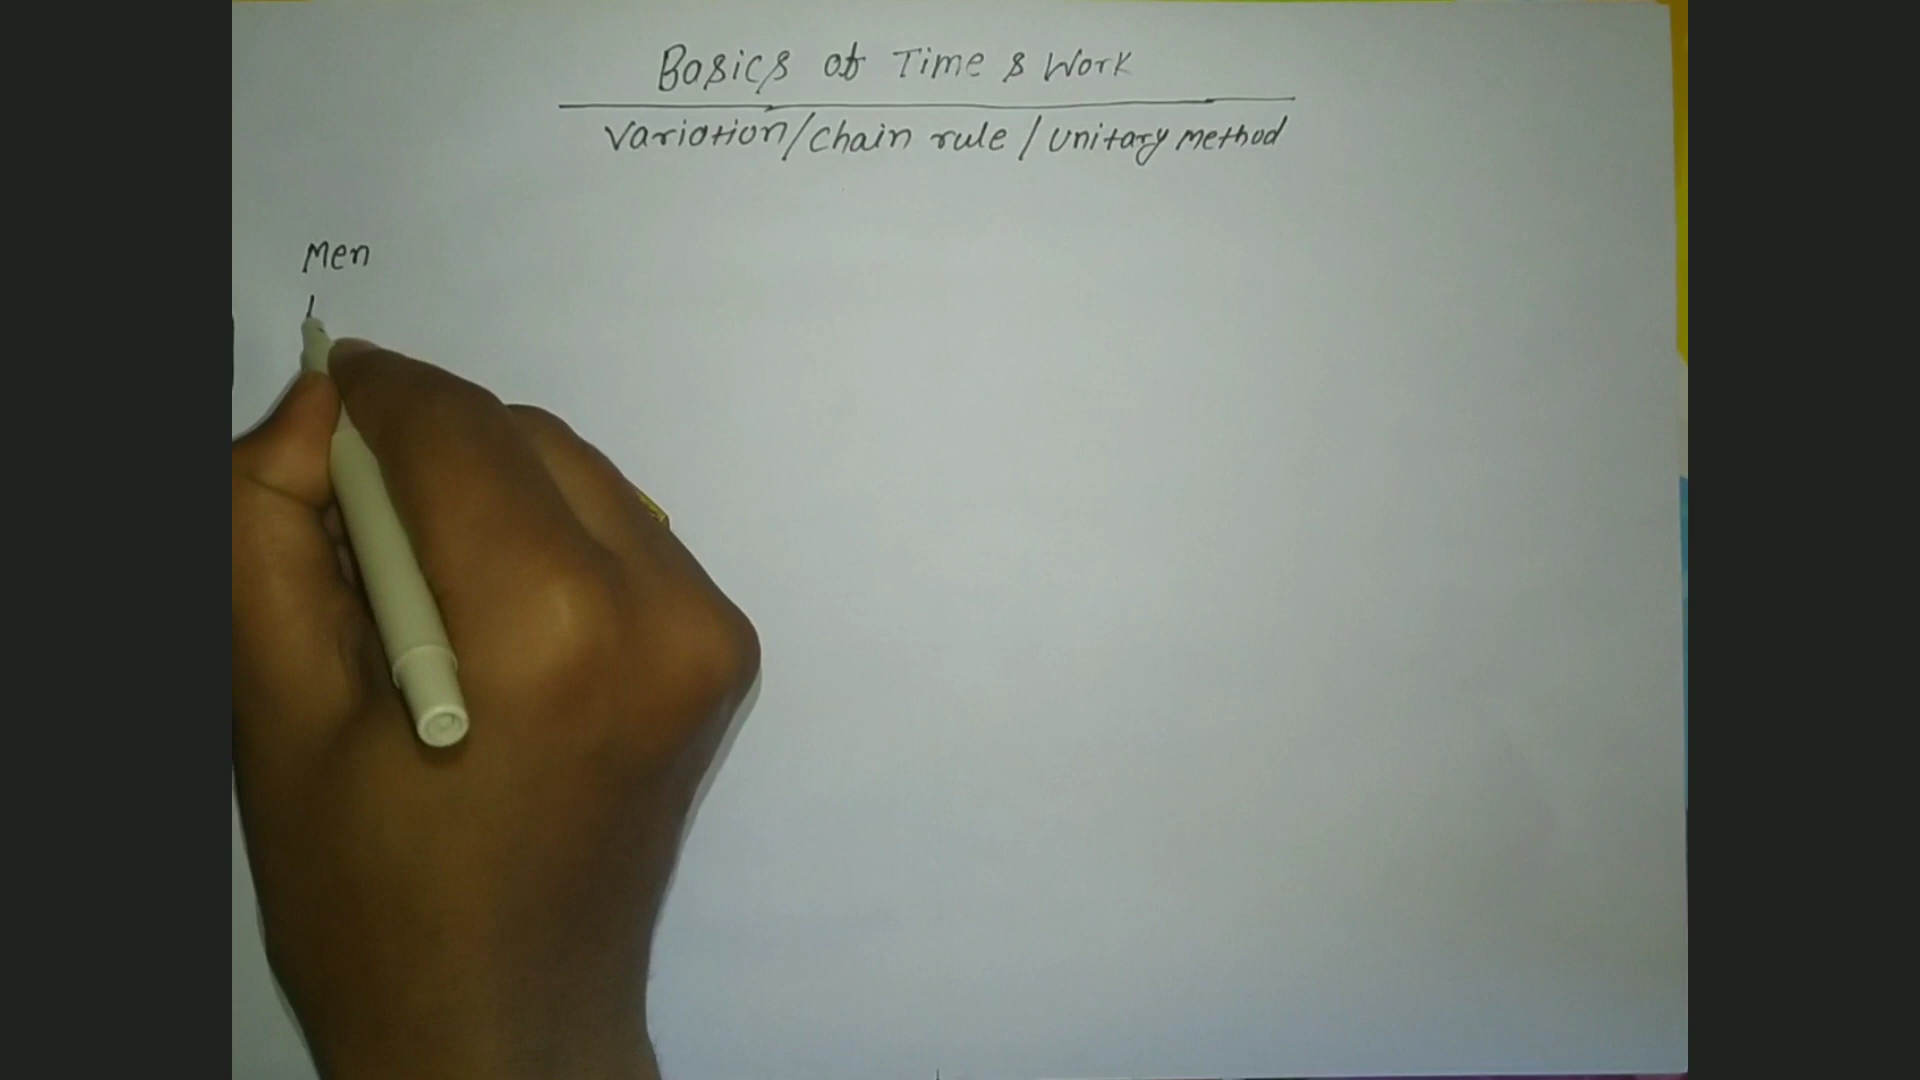 Basics of Time & Work
Variation/Chain rule/Unitary Method
Men